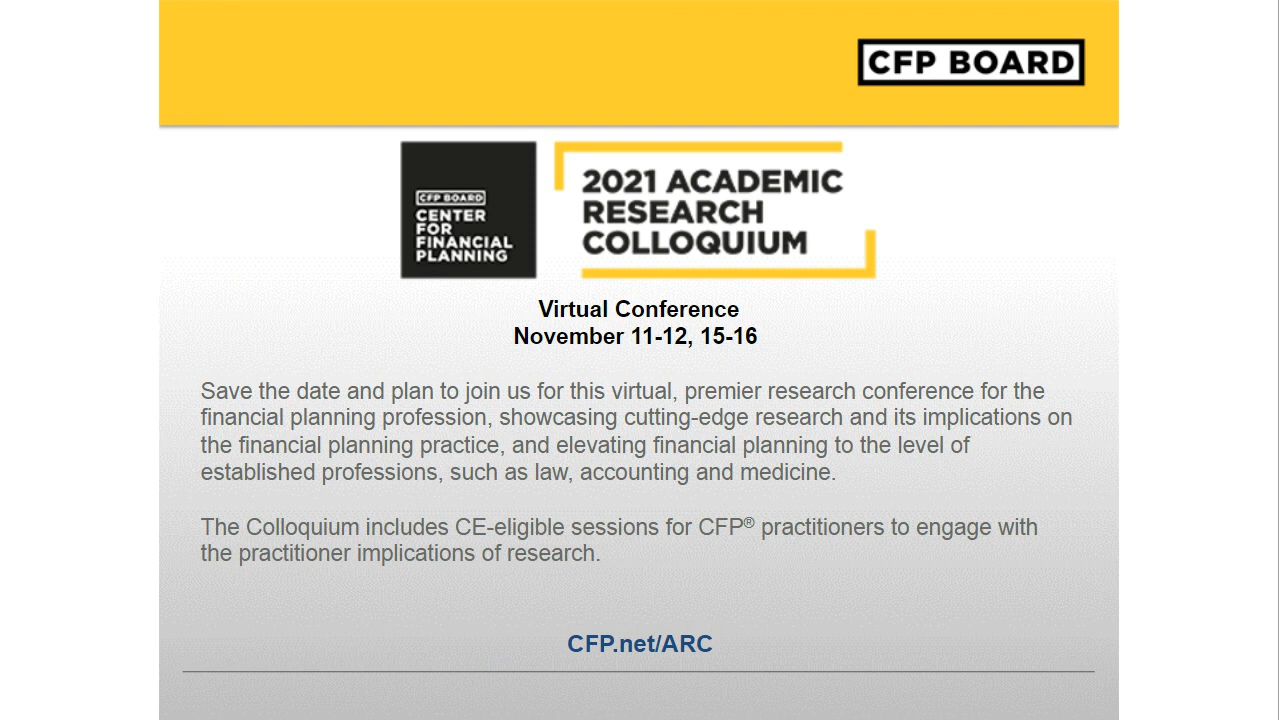 CFP BOARD
CFP BOARD
CENTER
FOR
FINANCIAL
PLANNING
2021 ACADEMIC
RESEARCH
COLLOQUIUM
Virtual Conference
November 11-12, 15-16
Save the date and plan to join us for this virtual, premier research conference for the
financial planning profession, showcasing cutting-edge research and its implications on
the financial planning practice, and elevating financial planning to the level of
established professions, such as law, accounting and medicine.
The Colloquium includes CE-eligible sessions for CFP® practitioners to engage with
the practitioner implications of research.
CFP.net/ARC